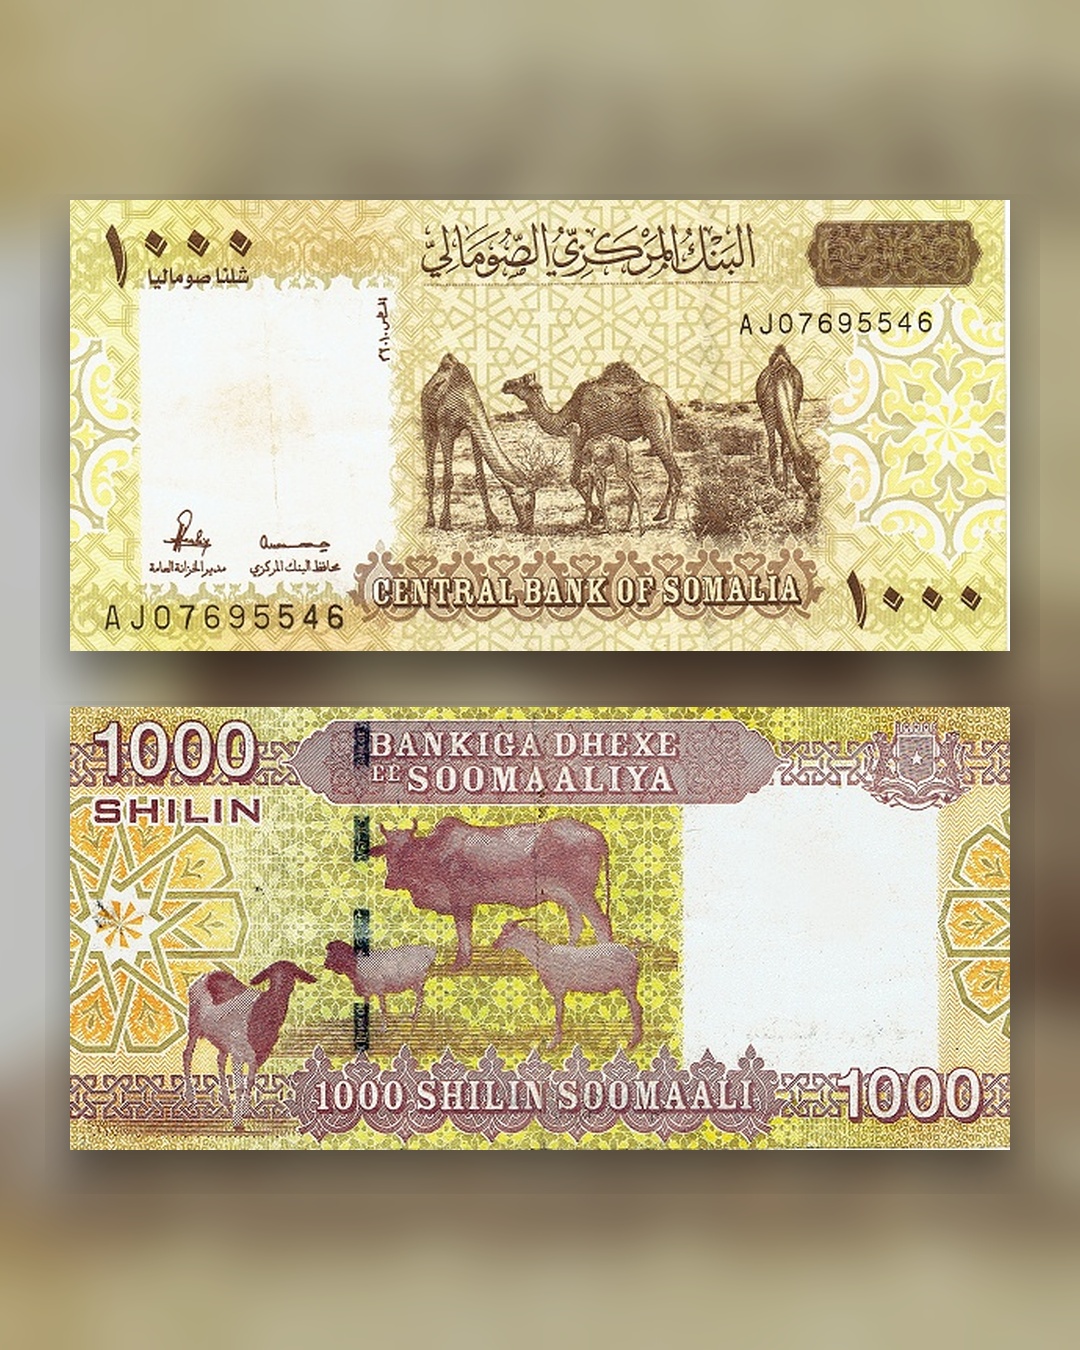 ١٠٠٠
شلنا صوماليا
البنك المركزي الصومالي
AJ07695546
مدير الخزانة العامة
محافظ البنك المركزي
AJ07695546
CENTRAL BANK OF SOMALIA
١٠٠٠
1000
SHILIN
BANKIGA DHEXE
EE SOOMAALIYA
1000 SHILIN SOOMAALI
1000